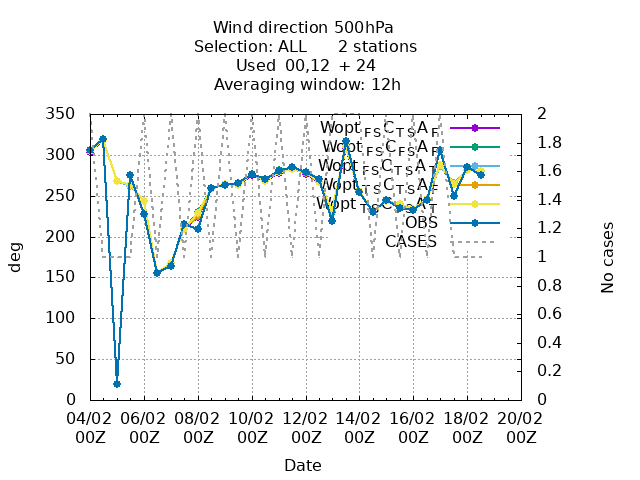 Wind direction 500hPa
Selection: ALL 2 stations
Used 00,12 + 24
Averaging window: 12h
350 2
300 1.8
250 1.6
200 1.4
150 1.2
100 1
50 0.8
0 0.6
0.4
0.2
0
Wopt FS C TS A F
Wopt FS C FS A F
Wopt FS C TS A T
Wopt TS C TS A F
Wopt TS C TS A T
OBS
CASES
deg
No cases
04/02 06/02 08/02 10/02 12/02 14/02 16/02 18/02 20/02
00Z 00Z 00Z 00Z 00Z 00Z 00Z 00Z 00Z
Date